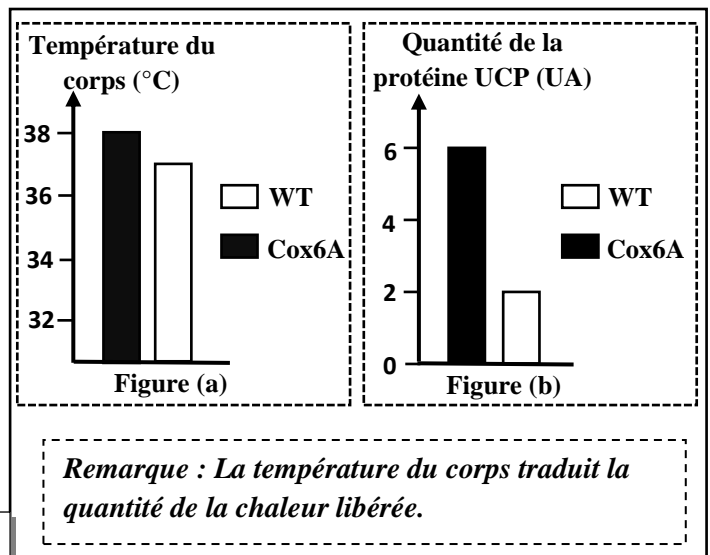 Température du
corps (°C)
38
36
34
32
WT
Cox6A
Figure (a)
Quantité de la
protéine UCP (UA)
6
4
2
0
WT
Cox6A
Figure (b)
Remarque : La température du corps traduit la
quantité de la chaleur libérée.